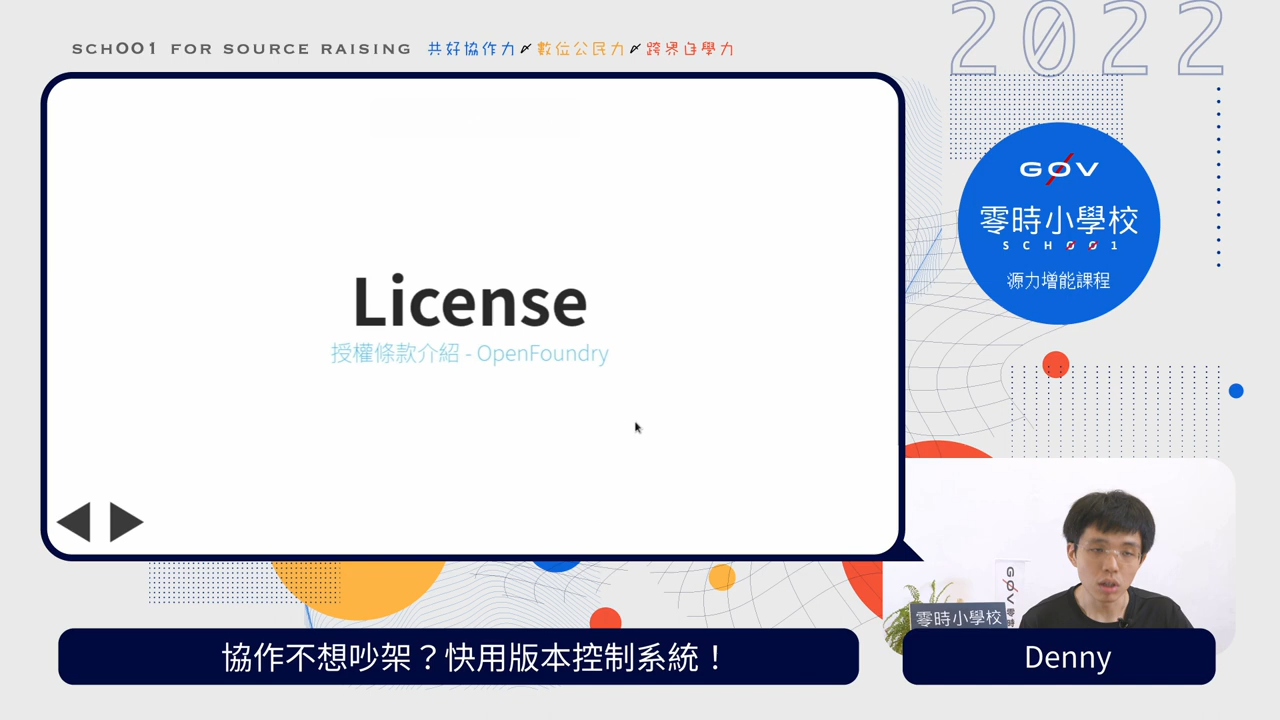 SCH001 FOR SOURCE RAISING 共好協作力 數位公民力 跨界自學力
2022
GØV
零時小學校
SCHØØ1
源力增能課程
License
授權條款介紹 - OpenFoundry
GØV
零時小學校
協作不想吵架？快用版本控制系統！
Denny